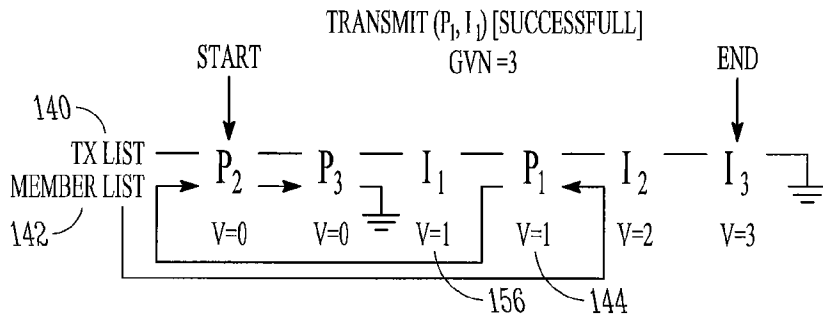 TRANSMIT (P1, I1) [SUCCESSFULL]
GVN =3
START
END
140
TX LIST
MEMBER LIST
142
P2 P3 I1 P1 I2 I3
V=0 V=0 V=1 V=1 V=2 V=3
156
144